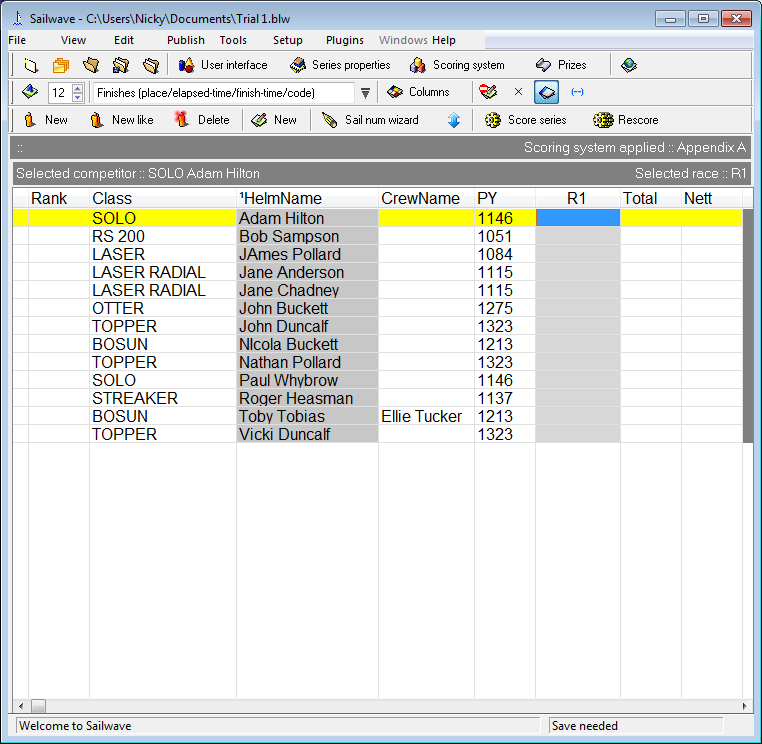 Sailwave - C:\Users\Nicky\Documents\Trial 1.blw
File View Edit Publish Tools Setup Plugins Windows Help
User interface Series properties Scoring system Prizes
12 Finishes (place/elapsed-time/finish-time/code) Columns
New New like Delete New Sail num wizard Score series Rescore
:: Scoring system applied :: Appendix A
Selected competitor :: SOLO Adam Hilton Selected race :: R1
Rank Class ¹HelmName CrewName PY R1 Total Nett
SOLO Adam Hilton 1146
RS 200 Bob Sampson 1051
LASER JAmes Pollard 1084
LASER RADIAL Jane Anderson 1115
LASER RADIAL Jane Chadney 1115
OTTER John Buckett 1275
TOPPER John Duncalf 1323
BOSUN NIcola Buckett 1213
TOPPER Nathan Pollard 1323
SOLO Paul Whybrow 1146
STREAKER Roger Heasman 1137
BOSUN Toby Tobias Ellie Tucker 1213
TOPPER Vicki Duncalf 1323
Welcome to Sailwave Save needed